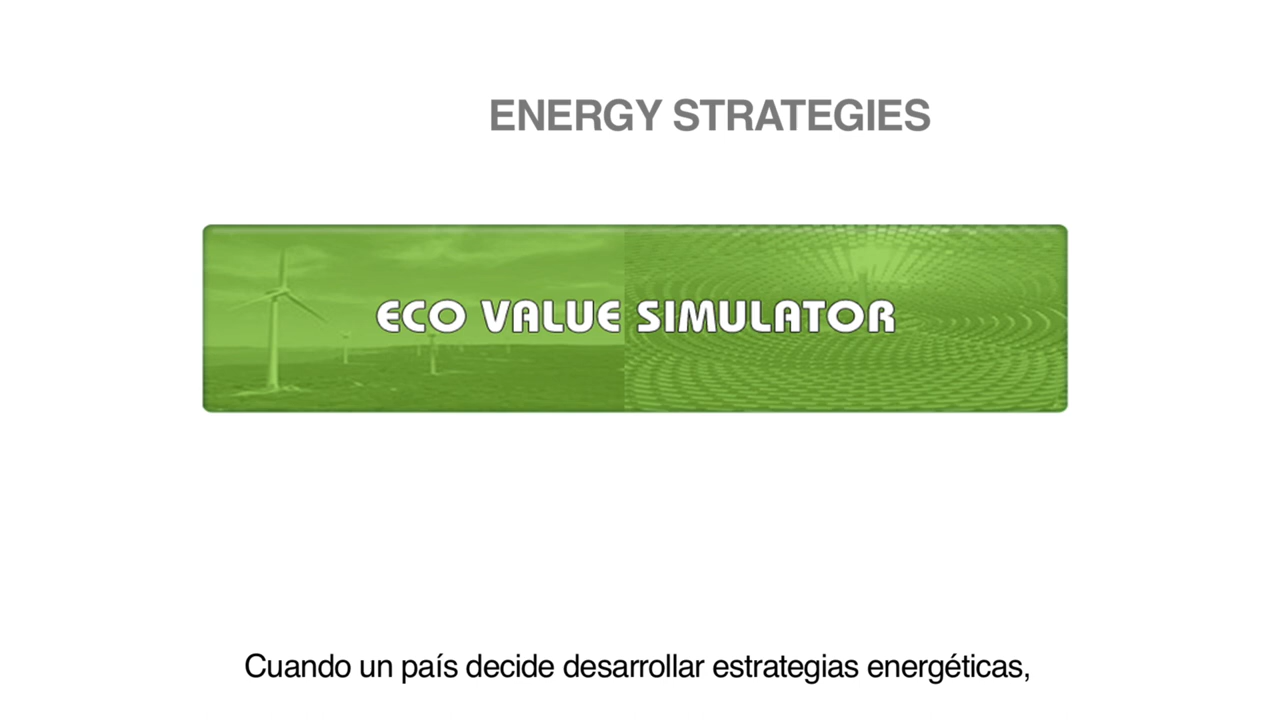 ENERGY STRATEGIES
ECO VALUE SIMULATOR
Cuando un país decide desarrollar estrategias energéticas,